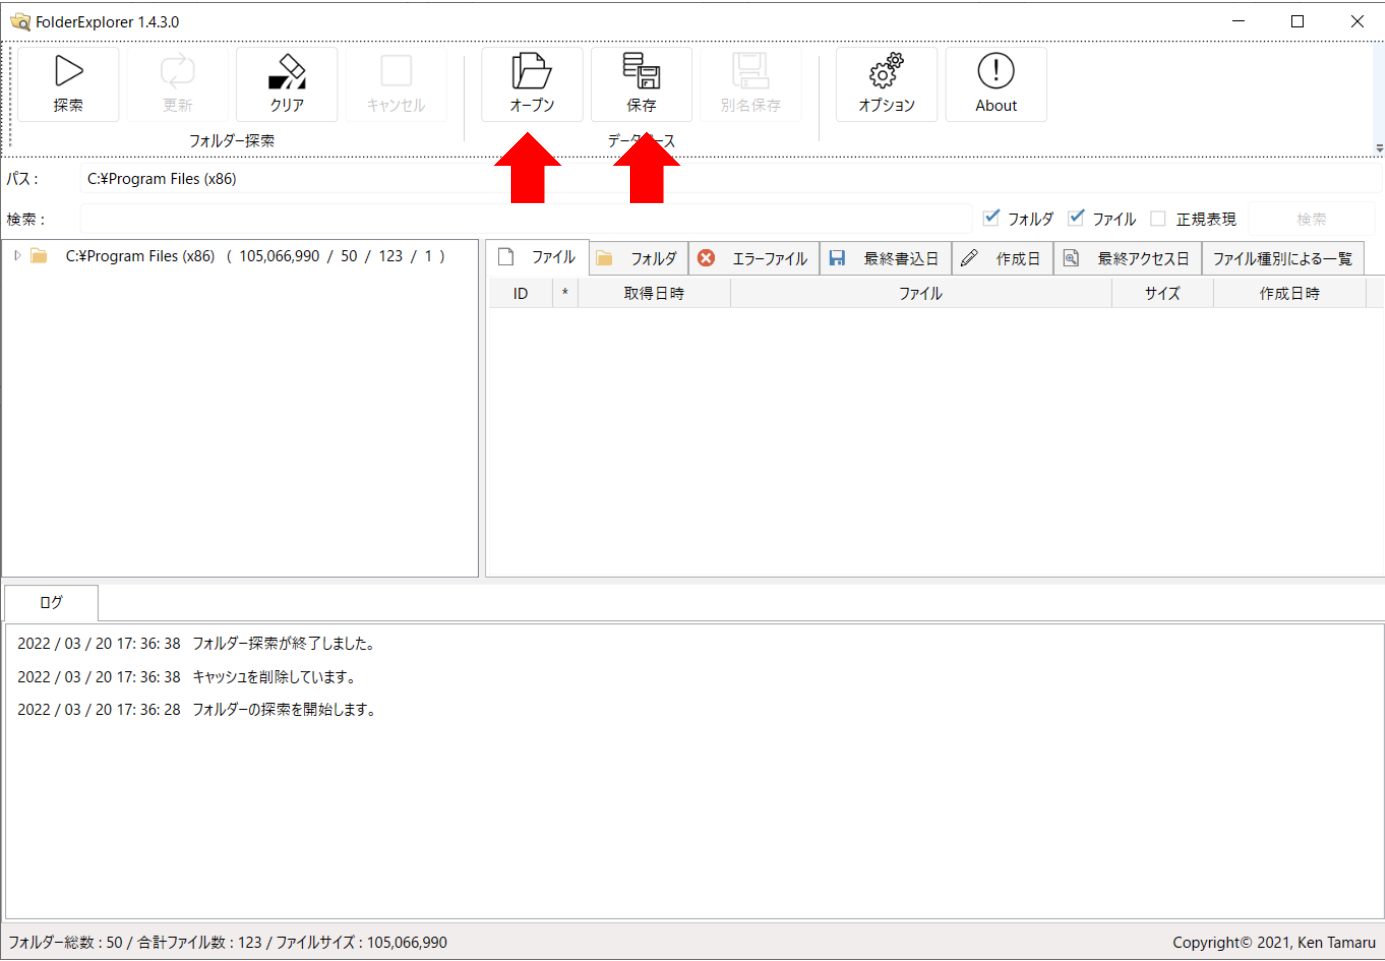 FolderExplorer 1.4.3.0
探索 更新 クリア キャンセル オープン 保存 別名保存 オプション About
フォルダー探索 データベース
パス : C:¥Program Files (x86)
検索 : フォルダ ファイル 正規表現 検索
C:¥Program Files (x86) ( 105,066,990 / 50 / 123 / 1 ) ファイル フォルダ エラーファイル 最終書込日 作成日 最終アクセス日 ファイル種別による一覧
ID * 取得日時 ファイル サイズ 作成日時
ログ
2022 / 03 / 20 17: 36: 38 フォルダー探索が終了しました。
2022 / 03 / 20 17: 36: 38 キャッシュを削除しています。
2022 / 03 / 20 17: 36: 28 フォルダーの探索を開始します。
フォルダー総数 : 50 / 合計ファイル数 : 123 / ファイルサイズ : 105,066,990 Copyright© 2021, Ken Tamaru